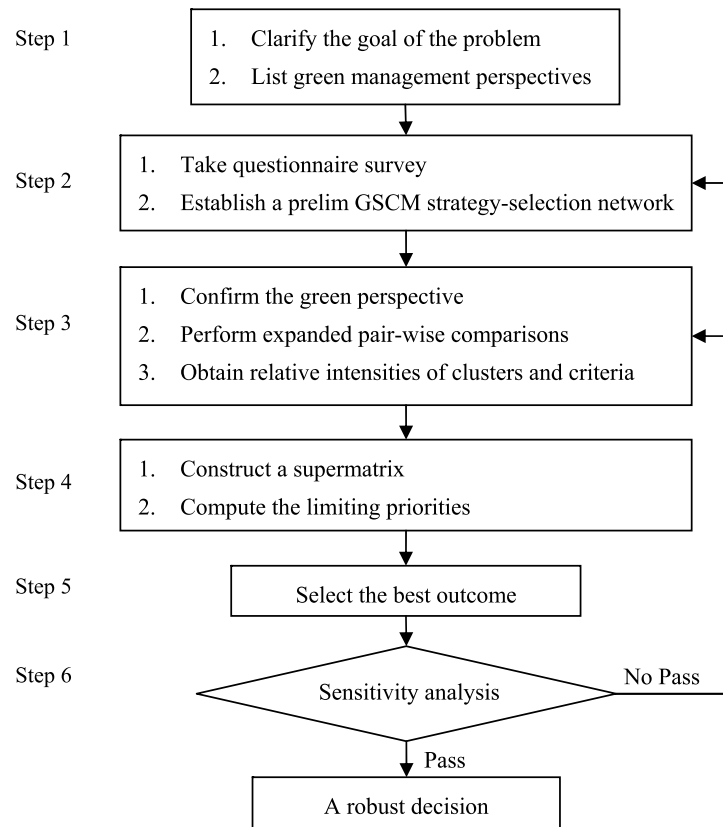 Step 1
1. Clarify the goal of the problem
2. List green management perspectives
Step 2
1. Take questionnaire survey
2. Establish a prelim GSCM strategy-selection network
Step 3
1. Confirm the green perspective
2. Perform expanded pair-wise comparisons
3. Obtain relative intensities of clusters and criteria
Step 4
1. Construct a supermatrix
2. Compute the limiting priorities
Step 5
Select the best outcome
Step 6
Sensitivity analysis
No Pass
Pass
A robust decision